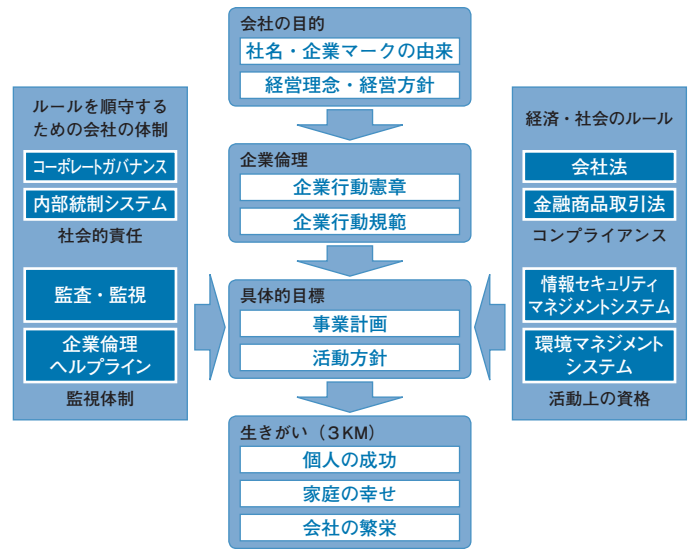 会社の目的
社名・企業マークの由来
経営理念・経営方針
ルールを順守する
ための会社の体制
コーポレートガバナンス
内部統制システム
社会的責任
監査・監視
企業倫理
ヘルプライン
監視体制
企業倫理
企業行動憲章
企業行動規範
具体的目標
事業計画
活動方針
生きがい（３KM）
個人の成功
家庭の幸せ
会社の繁栄
経済・社会のルール
会社法
金融商品取引法
コンプライアンス
情報セキュリティ
マネジメントシステム
環境マネジメント
システム
活動上の資格